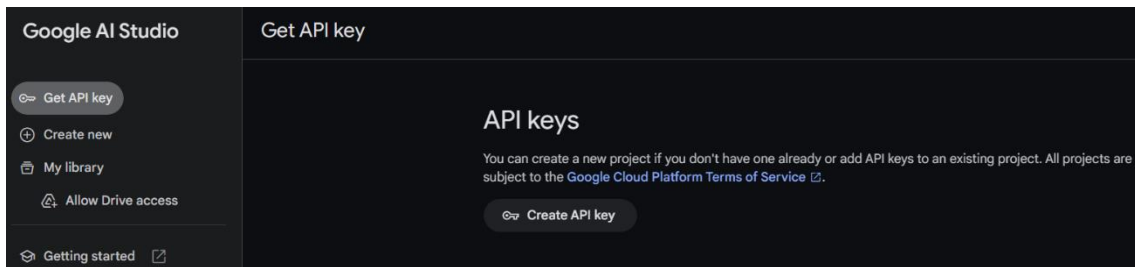 Google AI Studio
Get API key
Get API key
Create new
My library
Allow Drive access
Getting started
API keys
You can create a new project if you don't have one already or add API keys to an existing project. All projects are
subject to the Google Cloud Platform Terms of Service.
Create API key